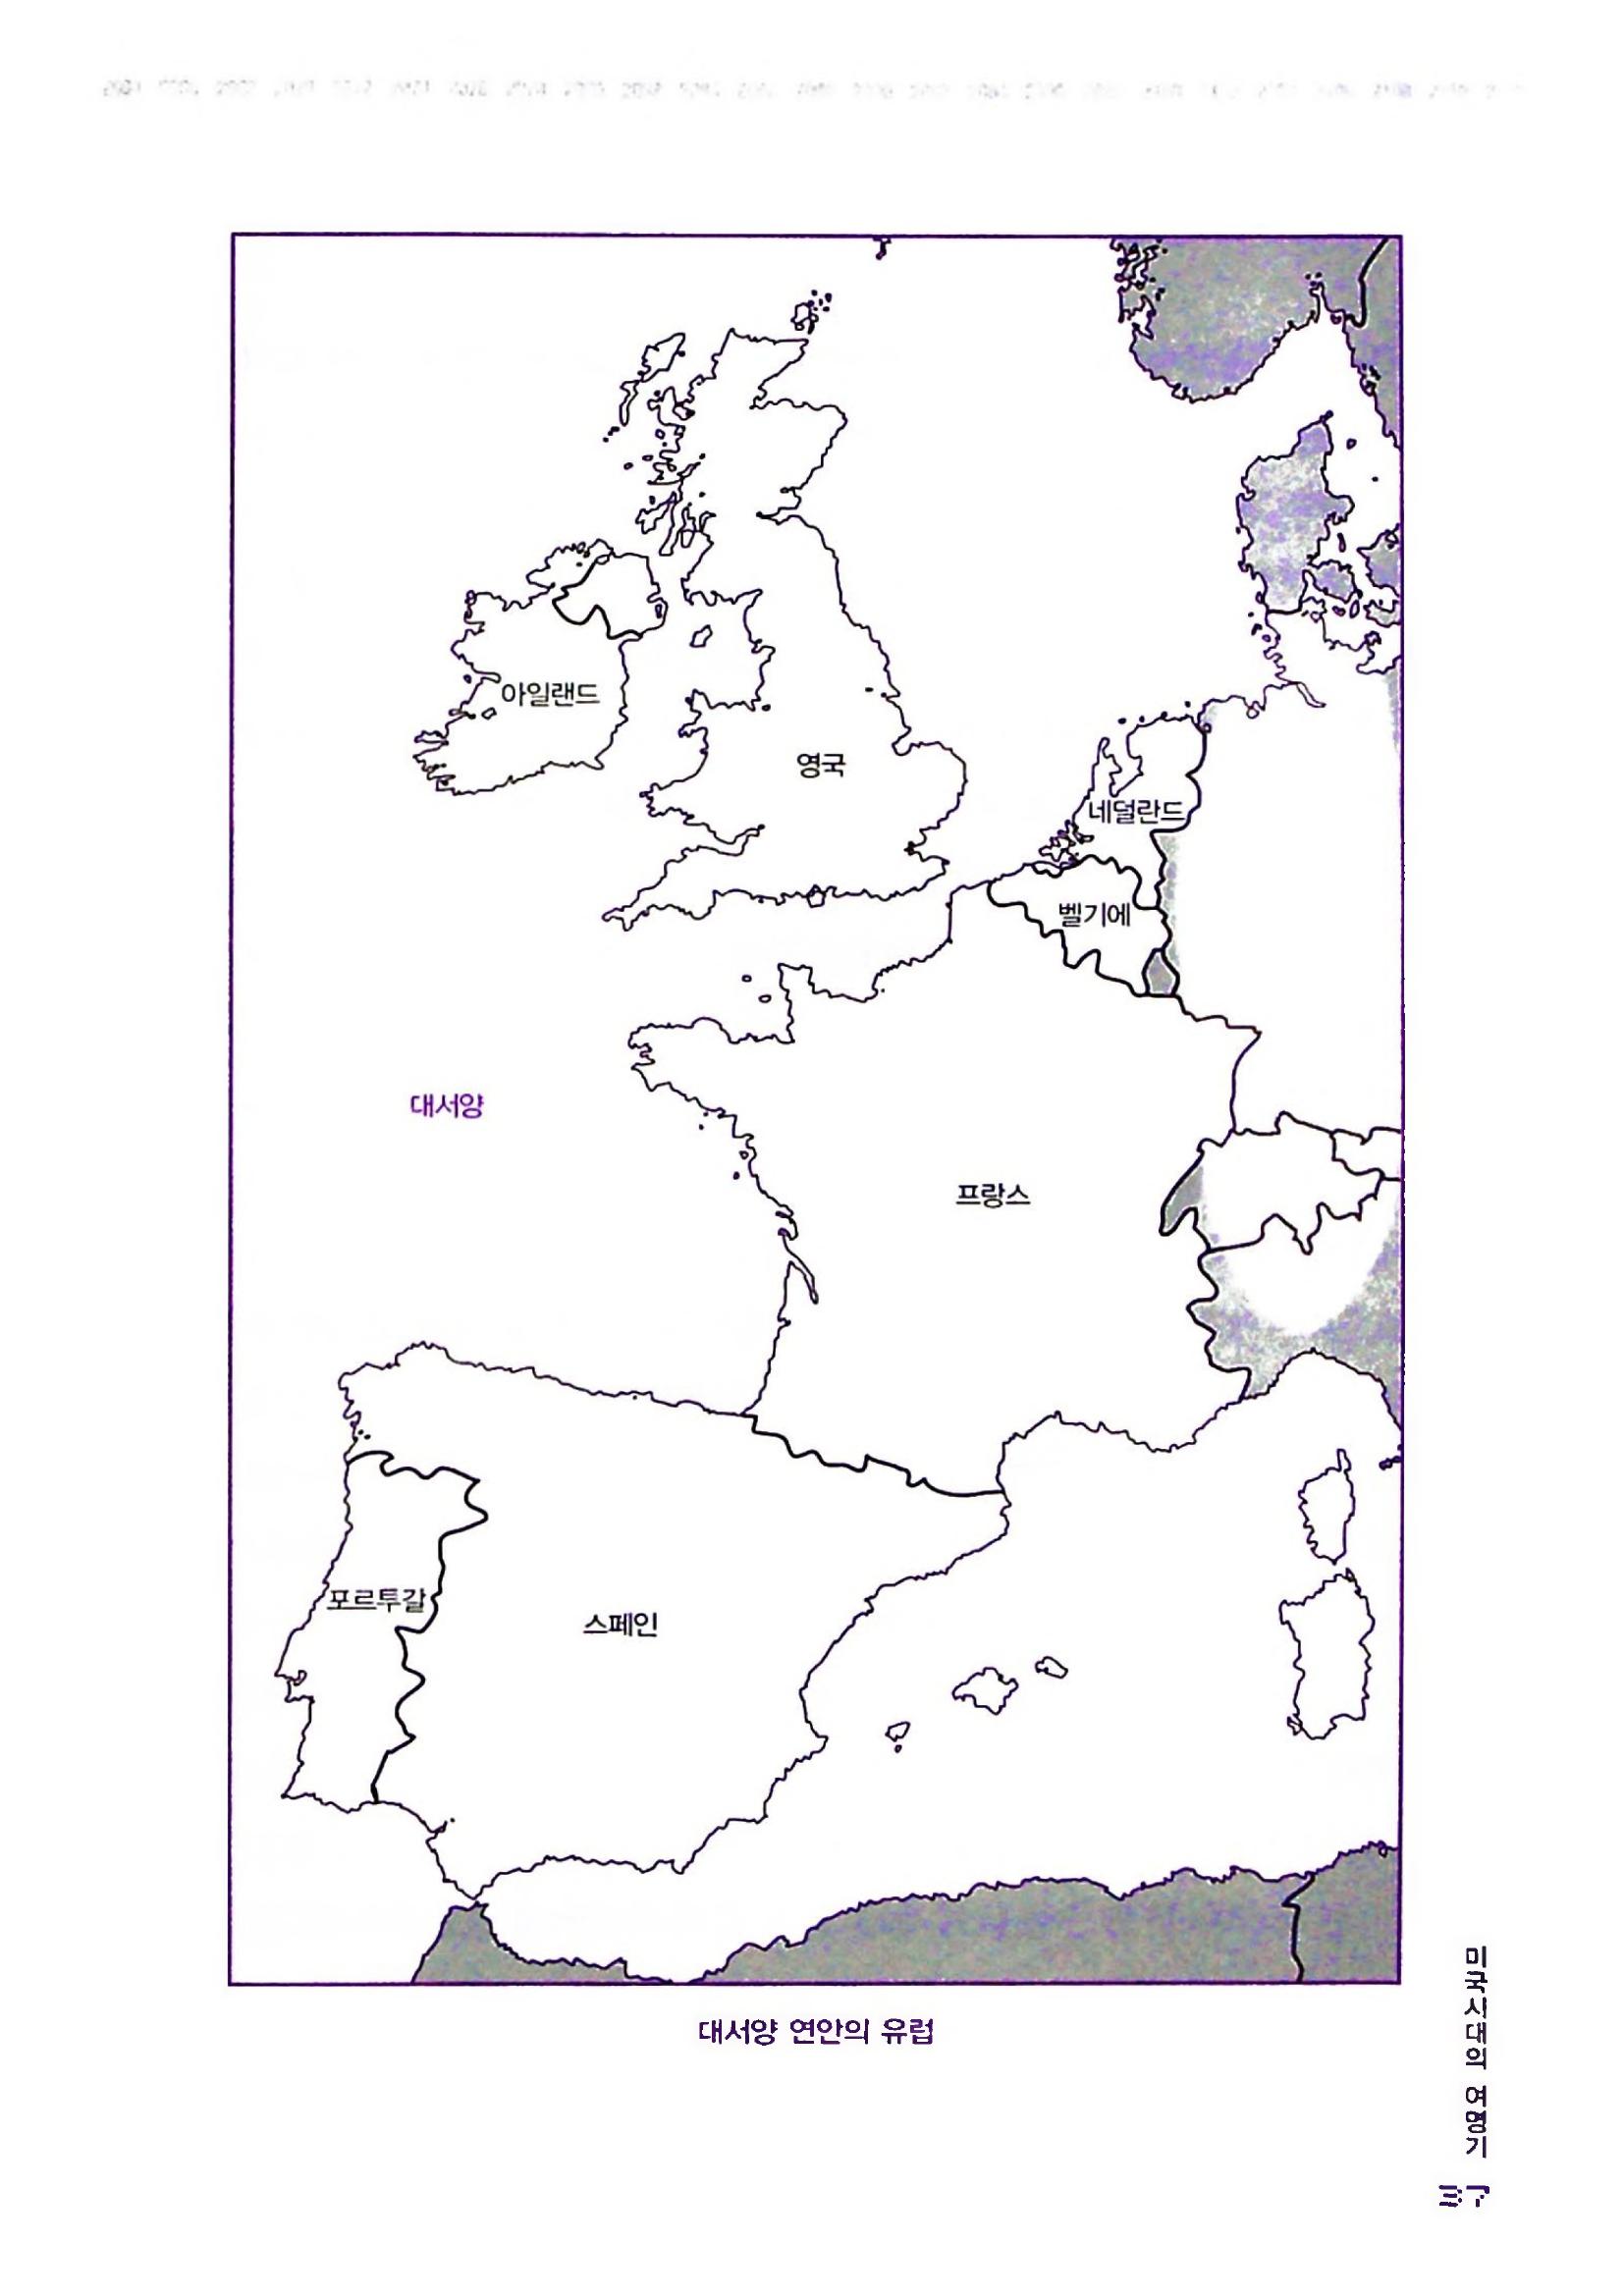 아일랜드
영국
네덜란드
벨기에
대서양
프랑스
포르투갈
스페인
대서양 연안의 유럽
미국시대의 여명기
37